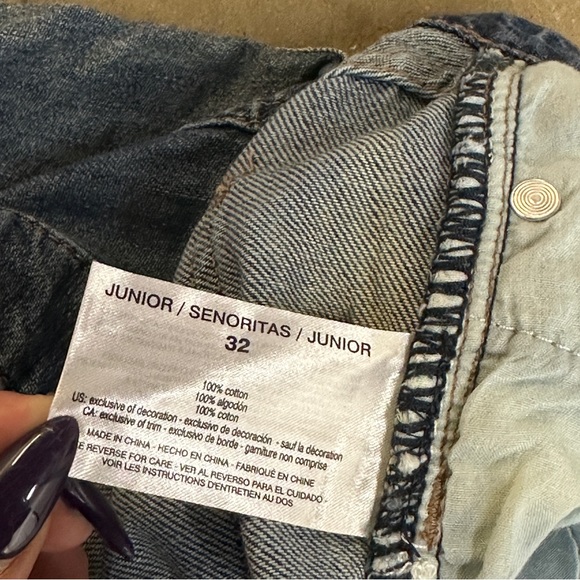 JUNIOR / SENORITAS / JUNIOR
32
100% cotton
100% algodón
100% coton
US: exclusive of decoration - exclusivo de decoración - sauf la décoration
CA: exclusive of trim - exclusivo de borde - garniture non comprise
MADE IN CHINA - HECHO EN CHINA - FABRIQUÉ EN CHINE
REVERSE FOR CARE - VER AL REVERSO PARA EL CUIDADO -
VOIR LES INSTRUCTIONS D'ENTRETIEN AU DOS